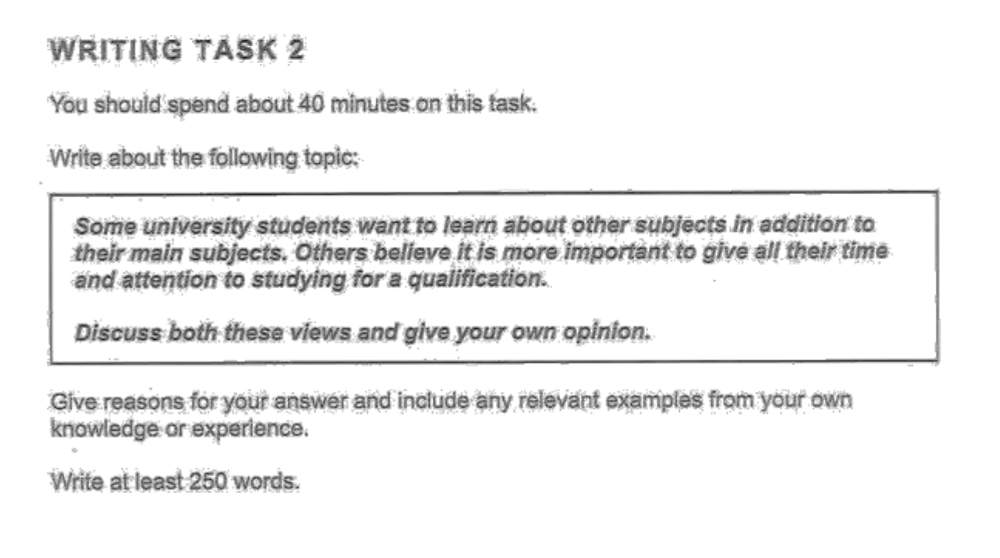 WRITING TASK 2
You should spend about 40 minutes on this task.
Write about the following topic:
Some university students want to learn about other subjects in addition to
their main subjects. Others believe it is more important to give all their time
and attention to studying for a qualification.
Discuss both these views and give your own opinion.
Give reasons for your answer and include any relevant examples from your own
knowledge or experience.
Write at least 250 words.